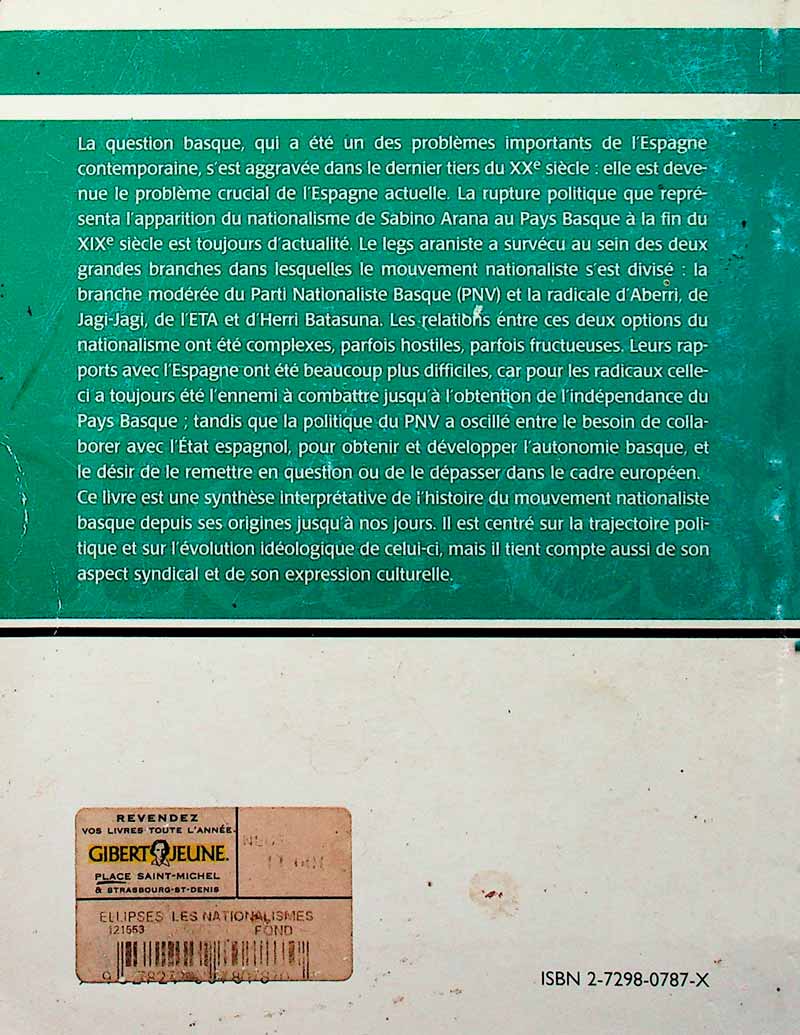 La question basque, qui a été un des problèmes importants de l'Espagne
contemporaine, s'est aggravée dans le dernier tiers du XXe siècle : elle est deve-
nue le problème crucial de l'Espagne actuelle. La rupture politique que repré-
senta l'apparition du nationalisme de Sabino Arana au Pays Basque à la fin du
XIXe siècle est toujours d'actualité. Le legs araniste a survécu au sein des deux
grandes branches dans lesquelles le mouvement nationaliste s'est divisé : la
branche modérée du Parti Nationaliste Basque (PNV) et la radicale d'Aberri, de
Jagi-Jagi, de l'ETA et d'Herri Batasuna. Les relations entre ces deux options du
nationalisme ont été complexes, parfois hostiles, parfois fructueuses. Leurs rap-
ports avec l'Espagne ont été beaucoup plus difficiles, car pour les radicaux celle-
ci a toujours été l'ennemi à combattre jusqu'à l'obtention de l'indépendance du
Pays Basque ; tandis que la politique du PNV a oscillé entre le besoin de colla-
borer avec l'État espagnol, pour obtenir et développer l'autonomie basque, et
le désir de le remettre en question ou de le dépasser dans le cadre européen.
Ce livre est une synthèse interprétative de l'histoire du mouvement nationaliste
basque depuis ses origines jusqu'à nos jours. Il est centré sur la trajectoire poli-
tique et sur l'évolution idéologique de celui-ci, mais il tient compte aussi de son
aspect syndical et de son expression culturelle.
REVENDEZ
VOS LIVRES TOUTE L'ANNÉE.
GIBERT JEUNE.
PLACE SAINT-MICHEL
& STRASBOURG-ST-DENIS
ELLIPSES LES NATIONALISMES
121553 FOND
ISBN 2-7298-0787-X